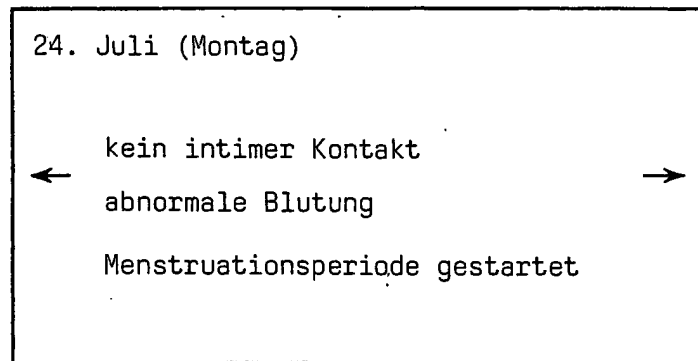 24. Juli (Montag)
kein intimer Kontakt
abnormale Blutung
Menstruationsperiode gestartet